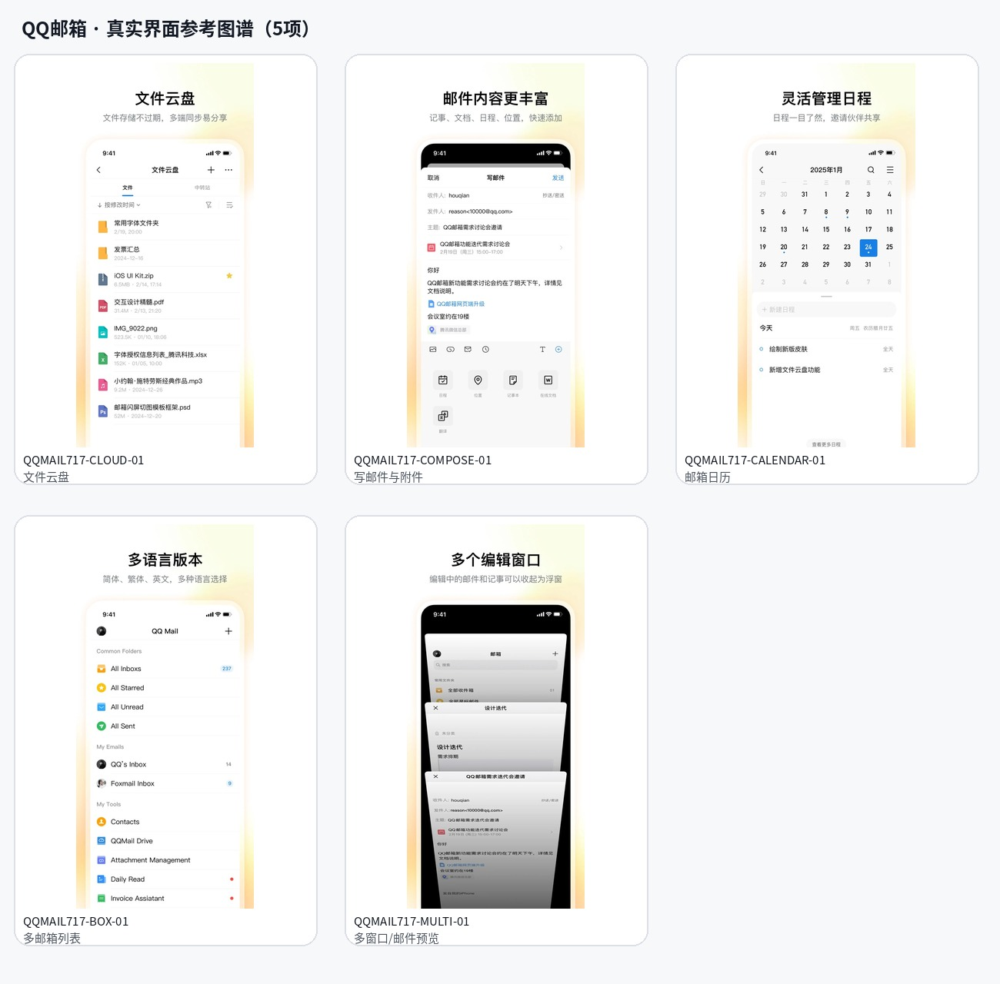 QQ邮箱 · 真实界面参考图谱（5项）
文件云盘
文件存储不过期，多端同步易分享
9:41
文件云盘
文件 中转站
按修改时间
常用字体文件夹
2/19, 20:00
发票汇总
2024-12-16
iOS UI Kit.zip
6.5MB · 2/14, 17:14
交互设计精髓.pdf
31.4M · 2/13, 21:20
IMG_9022.png
523.5K · 01/10, 18:06
字体授权信息列表_腾讯科技.xlsx
152K · 01/05, 10:00
小约翰·施特劳斯经典作品.mp3
9.2M · 2024-12-26
邮箱闪屏切图模板框架.psd
52M · 2024-12-20
QQMAIL717-CLOUD-01
文件云盘
邮件内容更丰富
记事、文档、日程、位置，快速添加
9:41
取消 写邮件 发送
收件人: houqian 抄送/密送
发件人: reason<10000@qq.com>
主题: QQ邮箱需求讨论会邀请
QQ邮箱功能迭代需求讨论会
2月19日 (周三) 15:00-17:00
你好
QQ邮箱新功能需求讨论会约在了明天下午，详情见
文档说明。
QQ邮箱网页端升级
会议室约在19楼
腾讯微信总部
日程 位置 记事本 在线文档
翻译
QQMAIL717-COMPOSE-01
写邮件与附件
灵活管理日程
日程一目了然，邀请伙伴共享
9:41
2025年1月
日 一 二 三 四 五 六
29 30 31 1 2 3 4
5 6 7 8 9 10 11
12 13 14 15 16 17 18
19 20 21 22 23 24 25
26 27 28 29 30 31 1
2 3 4 5 6 7 8
+ 新建日程
今天 周五 农历腊月廿五
绘制新版皮肤 全天
新增文件云盘功能 全天
查看更多日程
QQMAIL717-CALENDAR-01
邮箱日历
多语言版本
简体、繁体、英文，多种语言选择
9:41
QQ Mail
Common Folders
All Inboxs 237
All Starred
All Unread
All Sent
My Emails
QQ's Inbox 14
Foxmail Inbox 9
My Tools
Contacts
QQMail Drive
Attachment Management
Daily Read
Invoice Assiatant
QQMAIL717-BOX-01
多邮箱列表
多个编辑窗口
编辑中的邮件和记事可以收起为浮窗
9:41
邮箱
搜索
常用文件夹
全部收件箱
全部星标邮件
设计迭代
未分类
设计迭代
需求排期
QQ邮箱需求迭代会邀请
收件人: houqian 抄送/密送
发件人: reason<10000@qq.com>
主题: QQ邮箱需求迭代会邀请
QQ邮箱功能迭代需求讨论会
2月19日 (周三) 15:00-17:00
你好
QQ邮箱新功能需求讨论会约在了明天下午，详情见
文档说明。
QQ邮箱网页端升级
会议室约在19楼
发自我的iPhone
QQMAIL717-MULTI-01
多窗口/邮件预览